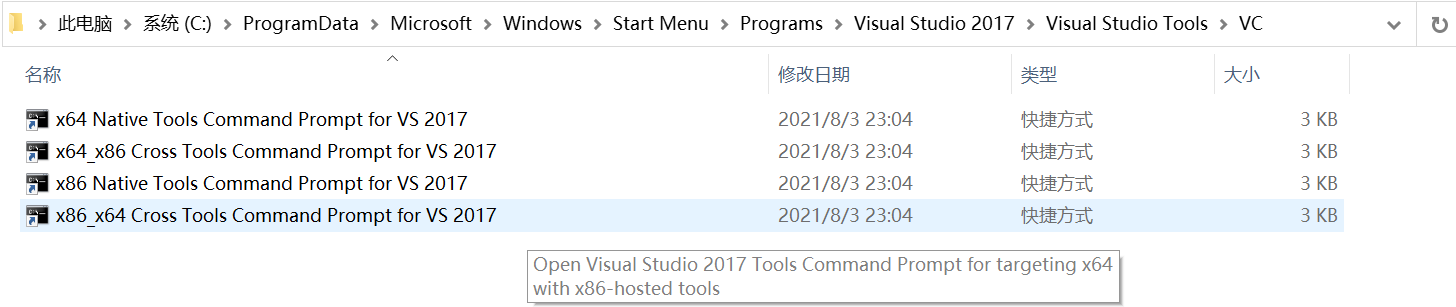 此电脑 > 系统 (C:) > ProgramData > Microsoft > Windows > Start Menu > Programs > Visual Studio 2017 > Visual Studio Tools > VC
名称 修改日期 类型 大小
x64 Native Tools Command Prompt for VS 2017 2021/8/3 23:04 快捷方式 3 KB
x64_x86 Cross Tools Command Prompt for VS 2017 2021/8/3 23:04 快捷方式 3 KB
x86 Native Tools Command Prompt for VS 2017 2021/8/3 23:04 快捷方式 3 KB
x86_x64 Cross Tools Command Prompt for VS 2017 2021/8/3 23:04 快捷方式 3 KB
Open Visual Studio 2017 Tools Command Prompt for targeting x64
with x86-hosted tools